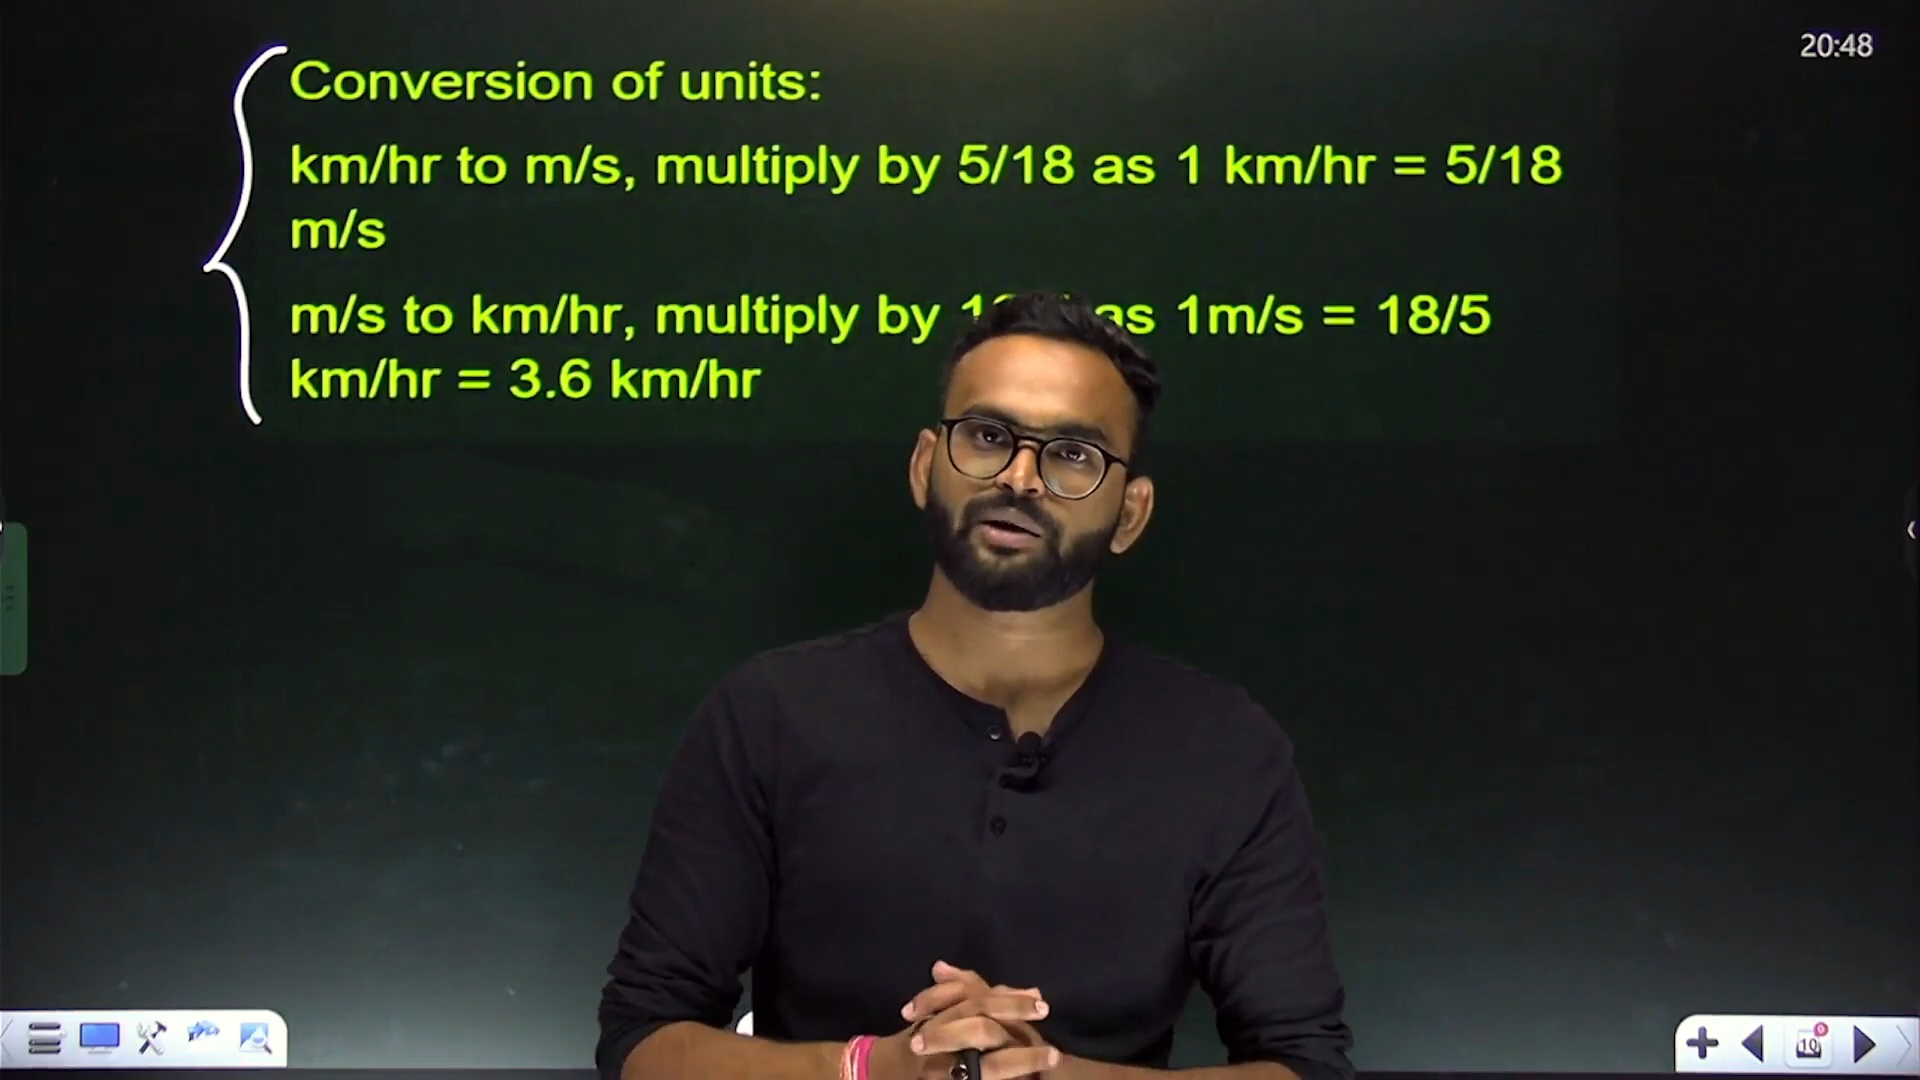 20:48
Conversion of units:
km/hr to m/s, multiply by 5/18 as 1 km/hr = 5/18
m/s
m/s to km/hr, multiply by as 1m/s = 18/5
km/hr = 3.6 km/hr
10